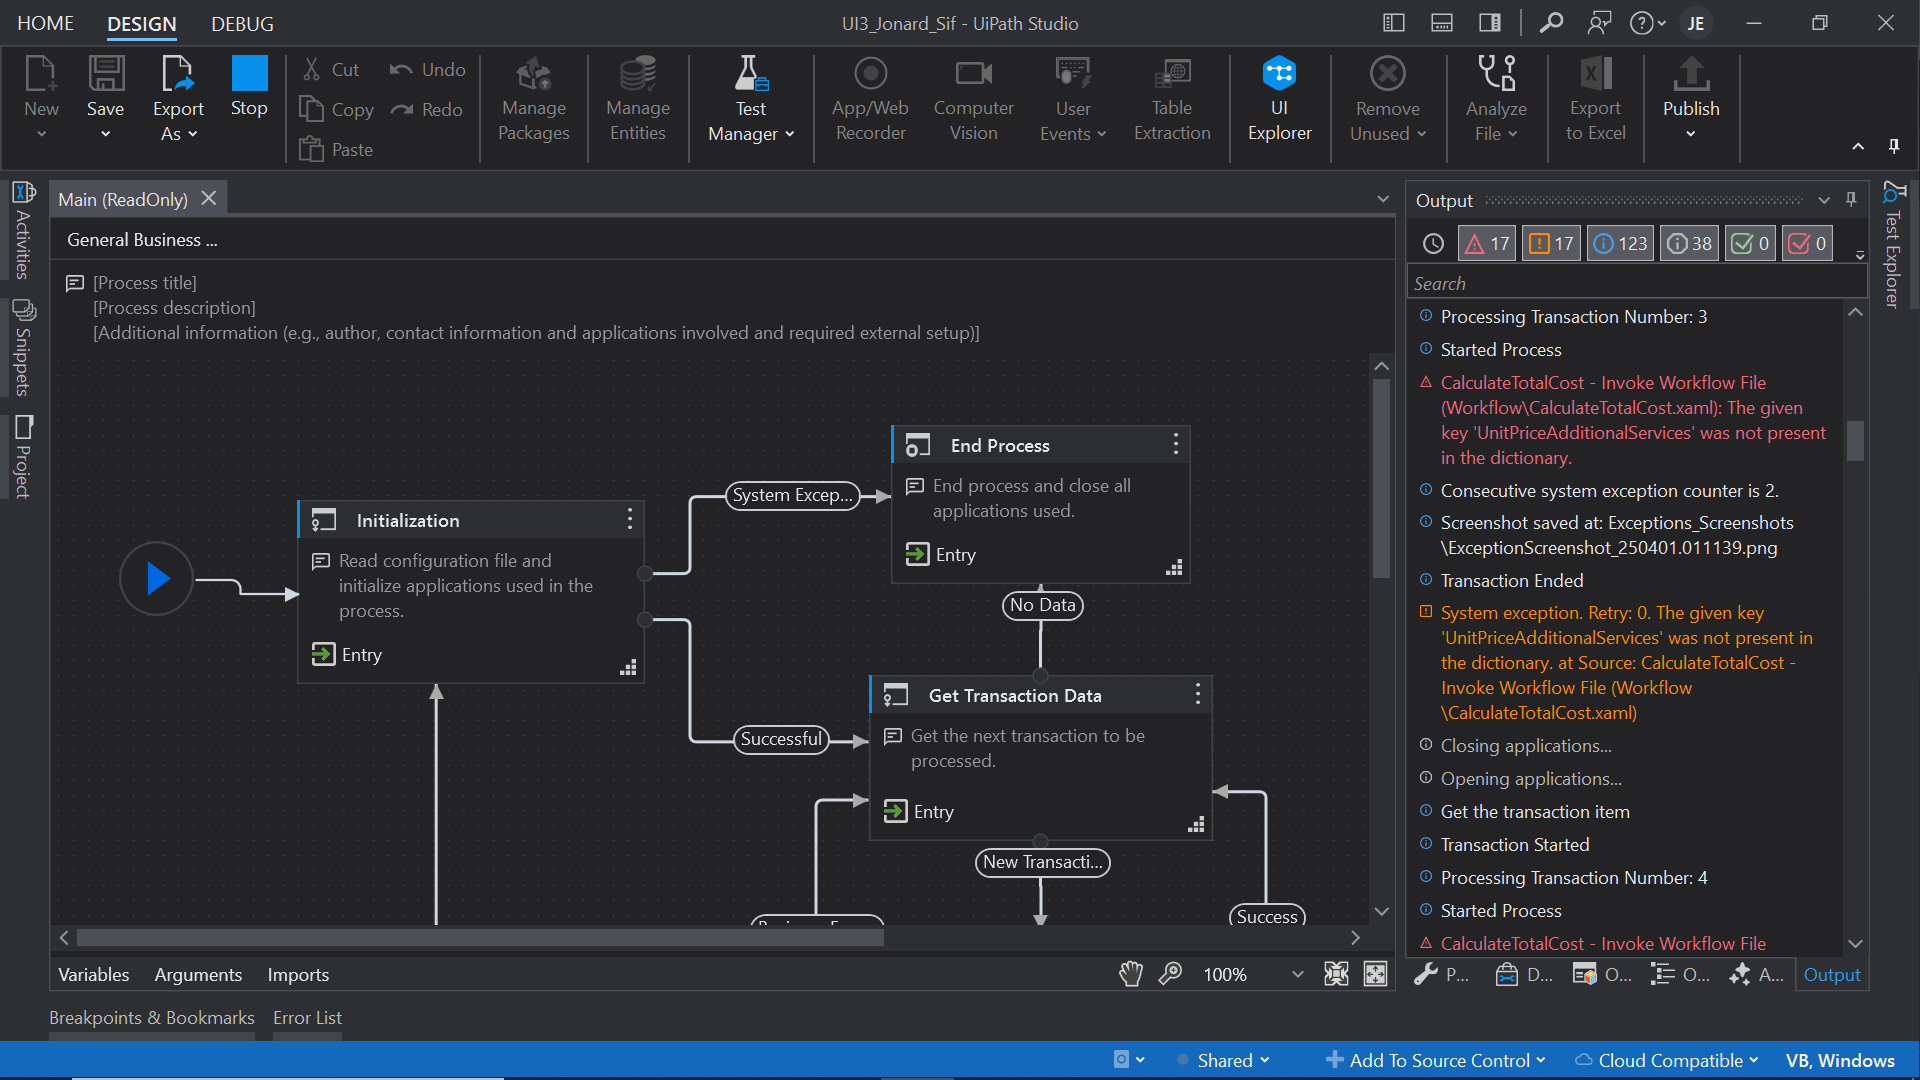 HOME DESIGN DEBUG
UI3_Jonard_Sif - UiPath Studio
JE
New
Save
Export
As
Stop
Cut
Copy
Paste
Undo
Redo
Manage
Packages
Manage
Entities
Test
Manager
App/Web
Recorder
Computer
Vision
User
Events
Table
Extraction
UI
Explorer
Remove
Unused
Analyze
File
Export
to Excel
Publish
Activities
Snippets
Project
Main (ReadOnly)
General Business ...
[Process title]
[Process description]
[Additional information (e.g., author, contact information and applications involved and required external setup)]
Initialization
Read configuration file and
initialize applications used in the
process.
Entry
System Excep...
Successful
End Process
End process and close all
applications used.
Entry
No Data
Get Transaction Data
Get the next transaction to be
processed.
Entry
New Transacti...
Success
Variables Arguments Imports
100%
Breakpoints & Bookmarks Error List
Output
17 17 123 38 0 0
Search
Processing Transaction Number: 3
Started Process
CalculateTotalCost - Invoke Workflow File
(Workflow\CalculateTotalCost.xaml): The given
key 'UnitPriceAdditionalServices' was not present
in the dictionary.
Consecutive system exception counter is 2.
Screenshot saved at: Exceptions_Screenshots
\ExceptionScreenshot_250401.011139.png
Transaction Ended
System exception. Retry: 0. The given key
'UnitPriceAdditionalServices' was not present in
the dictionary. at Source: CalculateTotalCost -
Invoke Workflow File (Workflow
\CalculateTotalCost.xaml)
Closing applications...
Opening applications...
Get the transaction item
Transaction Started
Processing Transaction Number: 4
Started Process
CalculateTotalCost - Invoke Workflow File
P... D... O... O... A... Output
Test Explorer
Shared
Add To Source Control
Cloud Compatible
VB, Windows